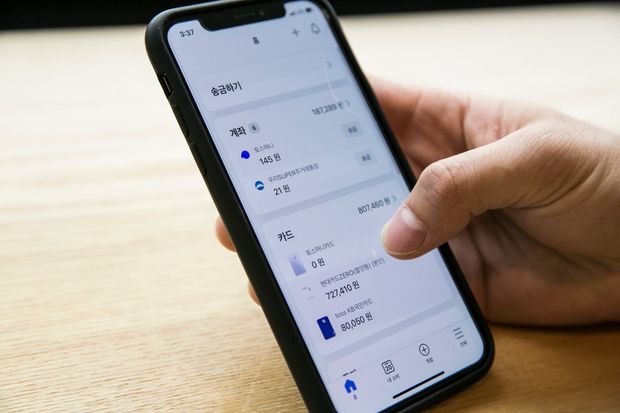 3:37
홈
송금하기
계좌 6
187,289 원
토스머니
145 원
송금
우리SUPER주거래통장
21 원
송금
카드
807,460 원
토스머니카드
0 원
현대카드ZERO(할인형) (본인)
727,410 원
toss KB국민카드
80,050 원
홈
20
내 소비
전체